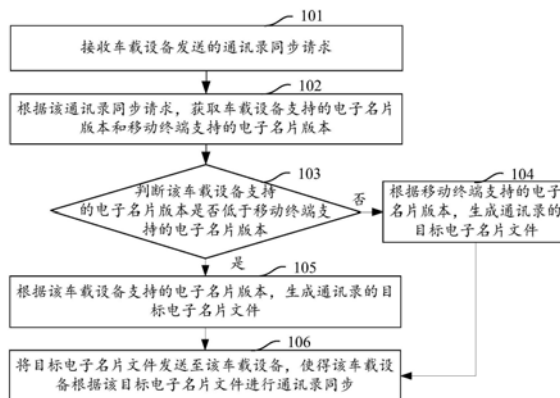 101
接收车载设备发送的通讯录同步请求
102
根据该通讯录同步请求，获取车载设备支持的电子名片
版本和移动终端支持的电子名片版本
103
判断该车载设备支持
的电子名片版本是否低于移动终端支
持的电子名片版本
否
104
根据移动终端支持的电子
名片版本，生成通讯录的
目标电子名片文件
是
105
根据该车载设备支持的电子名片版本，生成通讯录的目
标电子名片文件
106
将目标电子名片文件发送至该车载设备，使得该车载设
备根据该目标电子名片文件进行通讯录同步